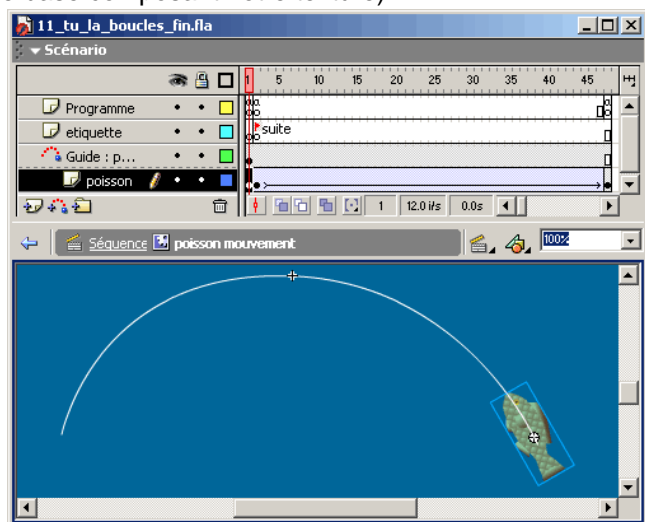 11_tu_la_boucles_fin.fla
Scénario
1 5 10 15 20 25 30 35 40 45
Programme
etiquette suite
Guide : p...
poisson
1 12.0 i/s 0.0s
Séquence poisson mouvement 100%